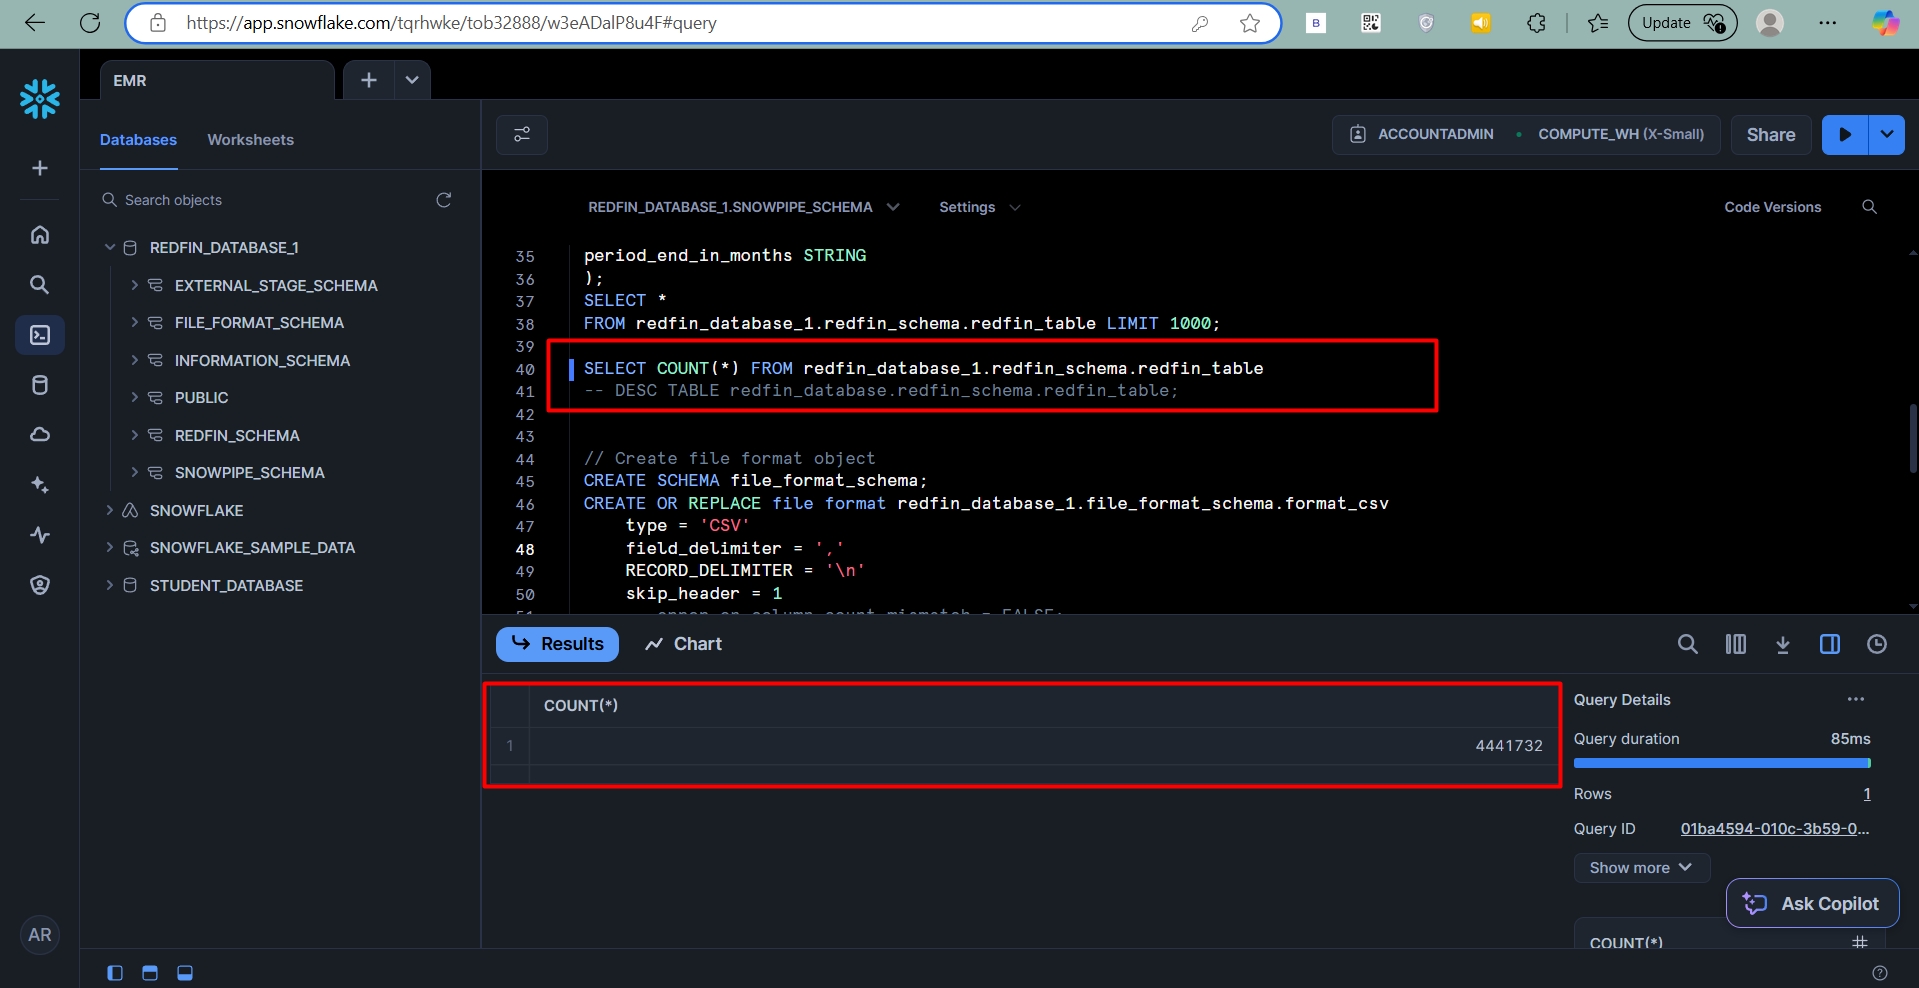 https://app.snowflake.com/tqrhwke/tob32888/w3eADalP8u4F#query
B
Update
EMR
Databases
Worksheets
ACCOUNTADMIN
COMPUTE_WH (X-Small)
Share
Search objects
REDFIN_DATABASE_1
EXTERNAL_STAGE_SCHEMA
FILE_FORMAT_SCHEMA
INFORMATION_SCHEMA
PUBLIC
REDFIN_SCHEMA
SNOWPIPE_SCHEMA
SNOWFLAKE
SNOWFLAKE_SAMPLE_DATA
STUDENT_DATABASE
AR
REDFIN_DATABASE_1.SNOWPIPE_SCHEMA
Settings
Code Versions
35 period_end_in_months STRING
36 );
37 SELECT *
38 FROM redfin_database_1.redfin_schema.redfin_table LIMIT 1000;
39
40 SELECT COUNT(*) FROM redfin_database_1.redfin_schema.redfin_table
41 -- DESC TABLE redfin_database.redfin_schema.redfin_table;
42
43
44 // Create file format object
45 CREATE SCHEMA file_format_schema;
46 CREATE OR REPLACE file format redfin_database_1.file_format_schema.format_csv
47 type = 'CSV'
48 field_delimiter = ','
49 RECORD_DELIMITER = '\n'
50 skip_header = 1
Results
Chart
COUNT(*)
1 4441732
Query Details
Query duration 85ms
Rows 1
Query ID 01ba4594-010c-3b59-0...
Show more
Ask Copilot
COUNT(*) #